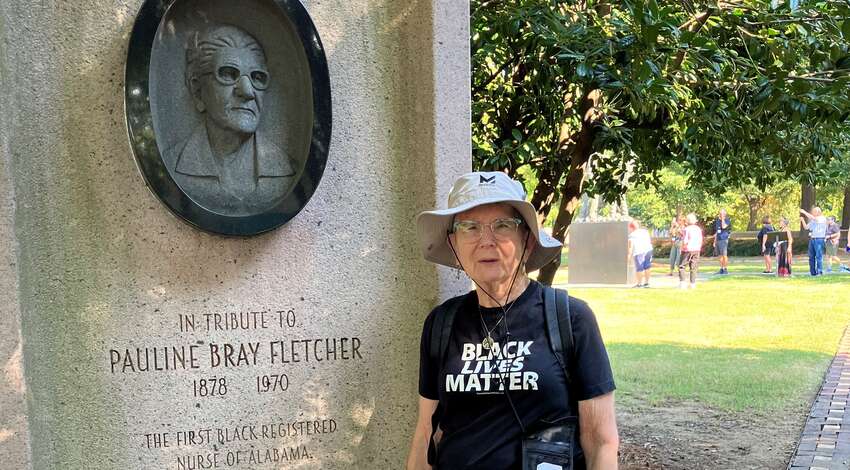 IN TRIBUTE TO
PAULINE BRAY FLETCHER
1878 1970
THE FIRST BLACK REGISTERED
NURSE OF ALABAMA.
BLACK
LIVES
MATTER